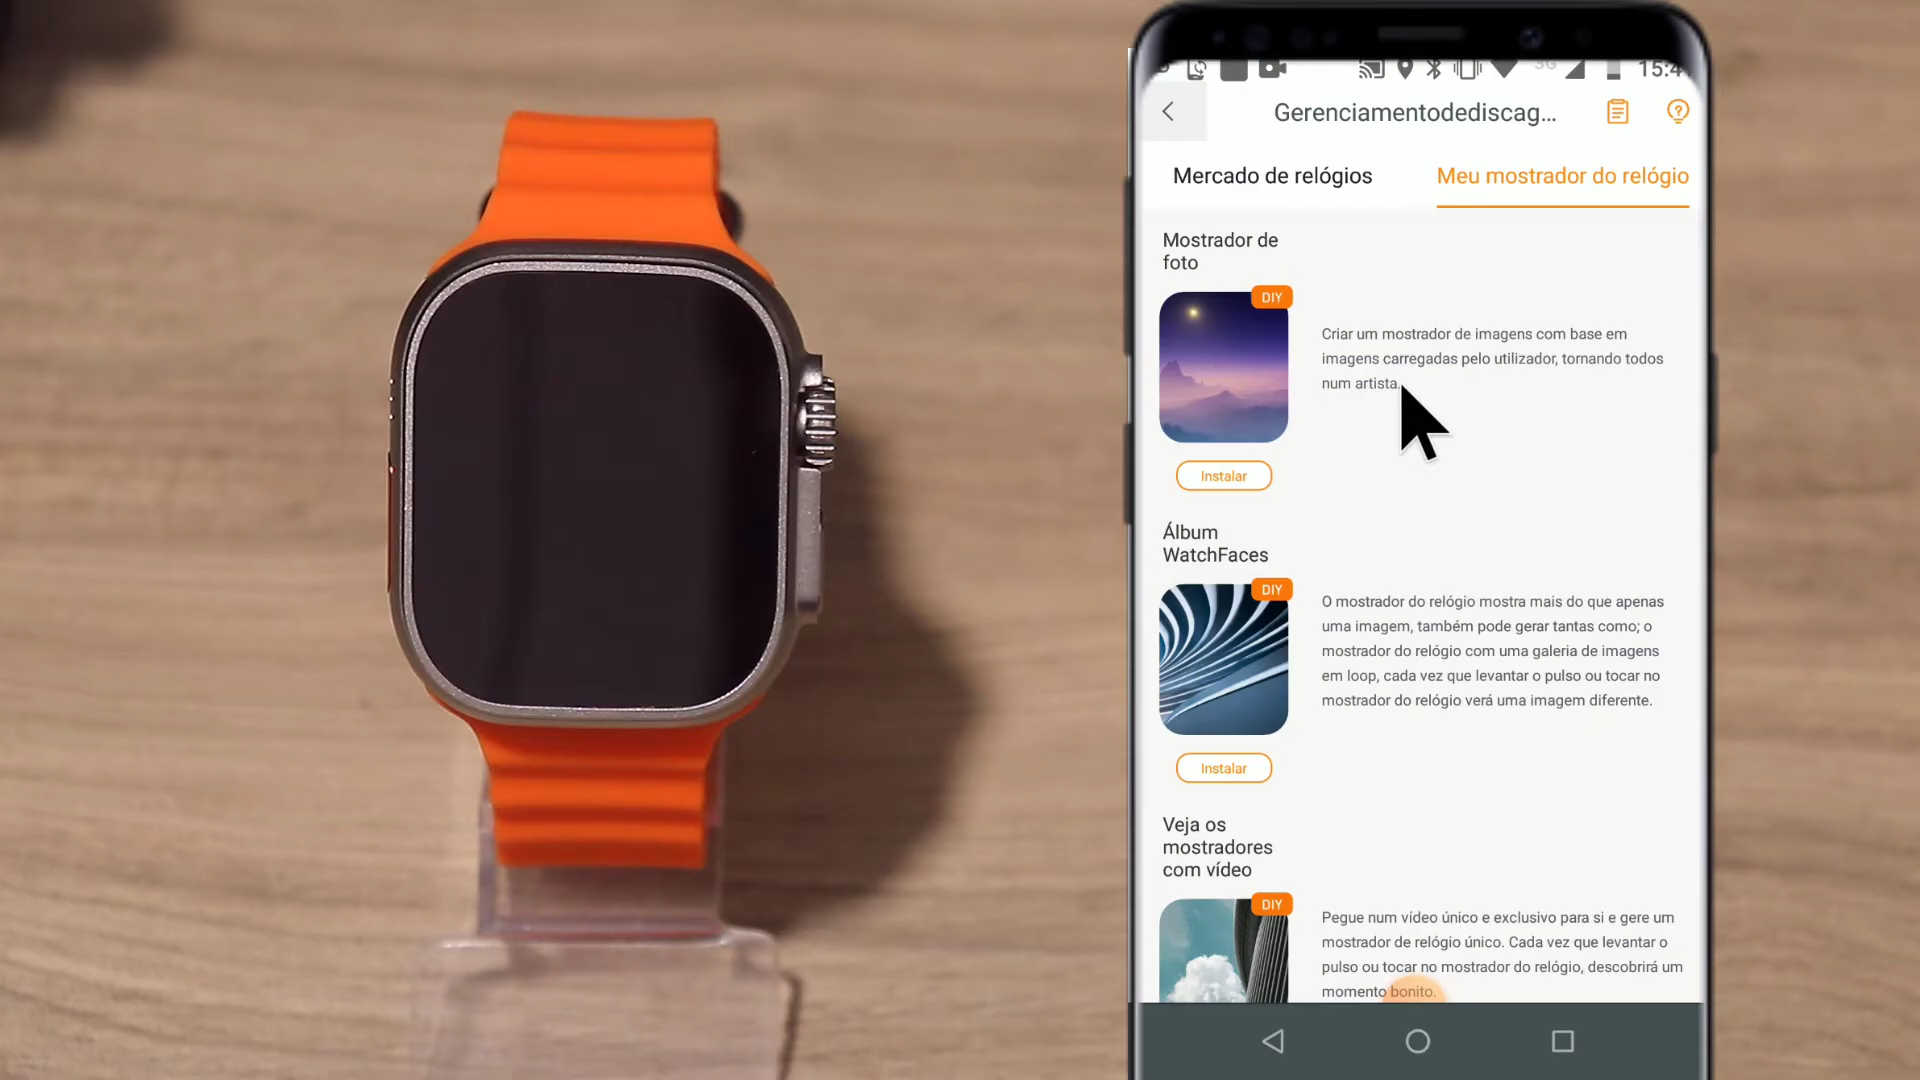 3G
15:4
Gerenciamentodediscag...
Mercado de relógios
Meu mostrador do relógio
Mostrador de
foto
DIY
Criar um mostrador de imagens com base em
imagens carregadas pelo utilizador, tornando todos
num artista.
Instalar
Álbum
WatchFaces
DIY
O mostrador do relógio mostra mais do que apenas
uma imagem, também pode gerar tantas como; o
mostrador do relógio com uma galeria de imagens
em loop, cada vez que levantar o pulso ou tocar no
mostrador do relógio verá uma imagem diferente.
Instalar
Veja os
mostradores
com vídeo
DIY
Pegue num vídeo único e exclusivo para si e gere um
mostrador de relógio único. Cada vez que levantar o
pulso ou tocar no mostrador do relógio, descobrirá um
momento bonito.